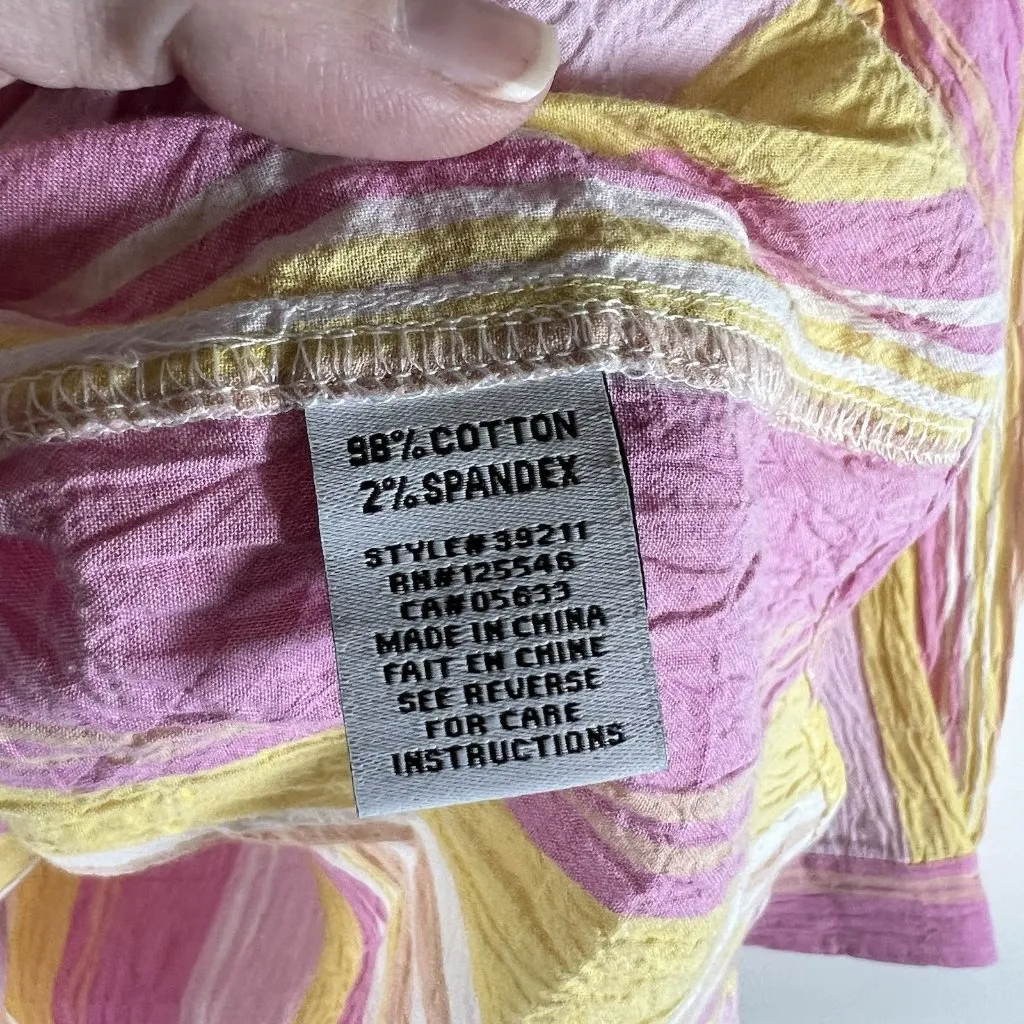 98% COTTON
2% SPANDEX
STYLE# 39211
RN#125546
CA#05633
MADE IN CHINA
FAIT EN CHINE
SEE REVERSE
FOR CARE
INSTRUCTIONS